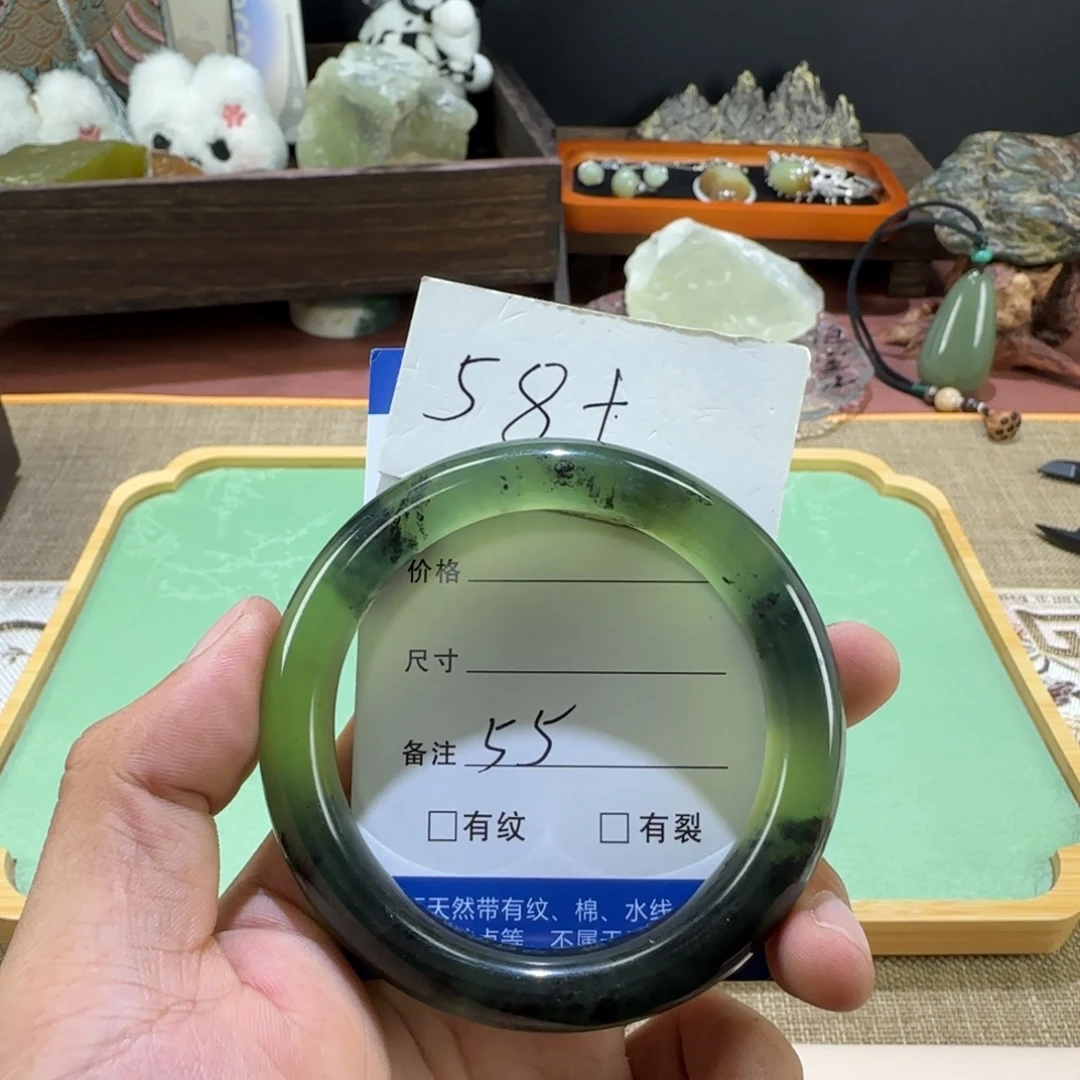 58+
价格
尺寸
备注 55
□有纹 □有裂
天然带有纹、棉、水线
点等、不属于